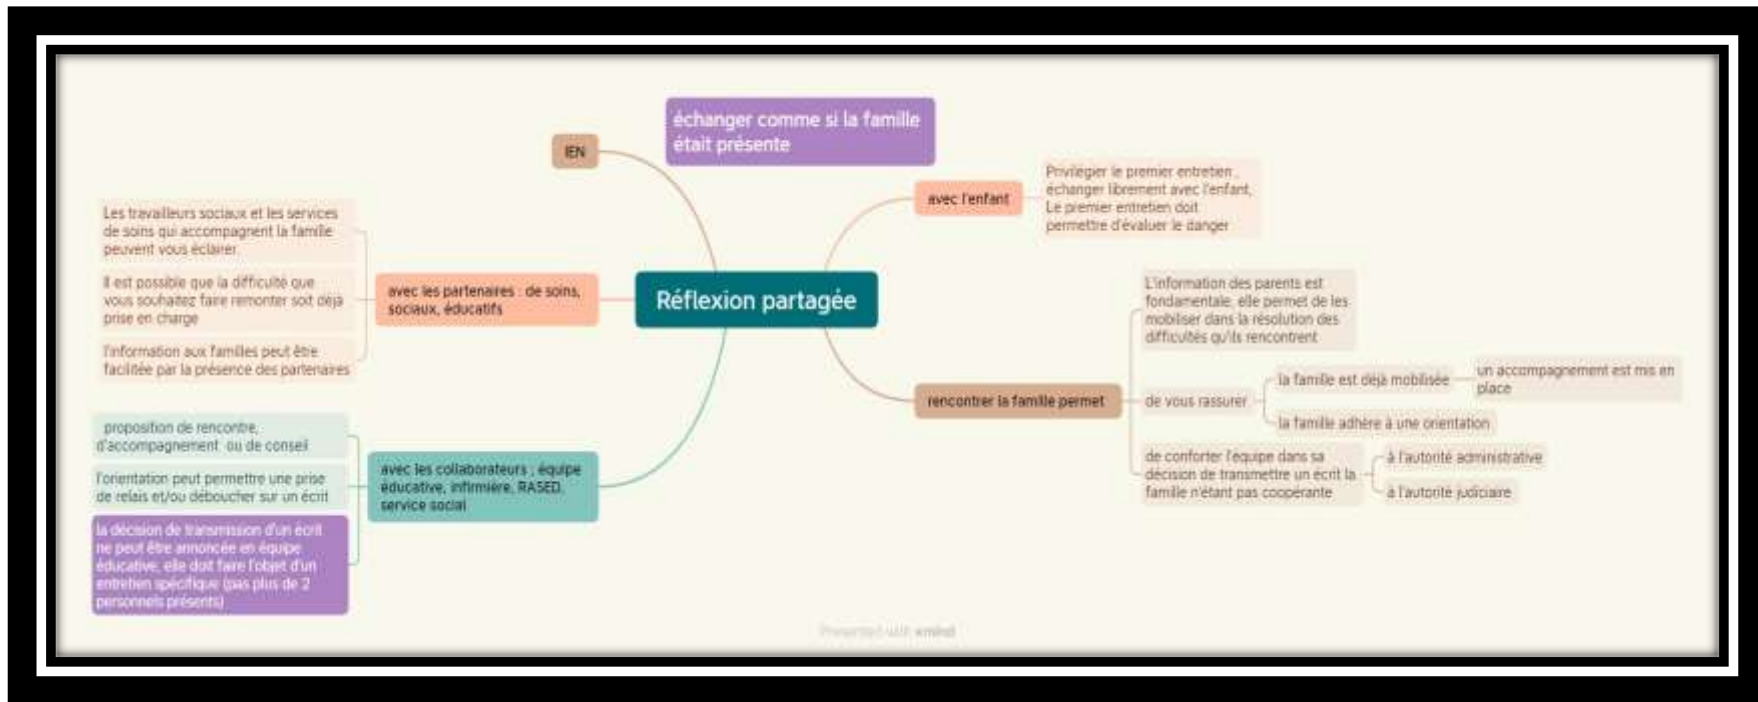 échanger comme si la famille
était présente
IEN
avec l'enfant
Privilégier le premier entretien ,
échanger librement avec l'enfant,
Le premier entretien doit
permettre d'évaluer le danger
Les travailleurs sociaux et les services
de soins qui accompagnent la famille
peuvent vous éclairer.
Il est possible que la difficulté que
vous souhaitez faire remonter soit déjà
prise en charge
l'information aux familles peut être
facilitée par la présence des partenaires
avec les partenaires : de soins,
sociaux, éducatifs
Réflexion partagée
L'information des parents est
fondamentale, elle permet de les
mobiliser dans la résolution des
difficultés qu'ils rencontrent
rencontrer la famille permet
de vous rassurer
la famille est déjà mobilisée
un accompagnement est mis en
place
la famille adhère à une orientation
de conforter l'équipe dans sa
décision de transmettre un écrit la
famille n'étant pas coopérante
à l'autorité administrative
à l'autorité judiciaire
proposition de rencontre,
d'accompagnement ou de conseil
l'orientation peut permettre une prise
de relais et/ou déboucher sur un écrit
la décision de transmission d'un écrit
ne peut être annoncée en équipe
éducative, elle doit faire l'objet d'un
entretien spécifique (pas plus de 2
personnels présents)
avec les collaborateurs ; équipe
éducative, infirmière, RASED,
service social
Presented with xmind